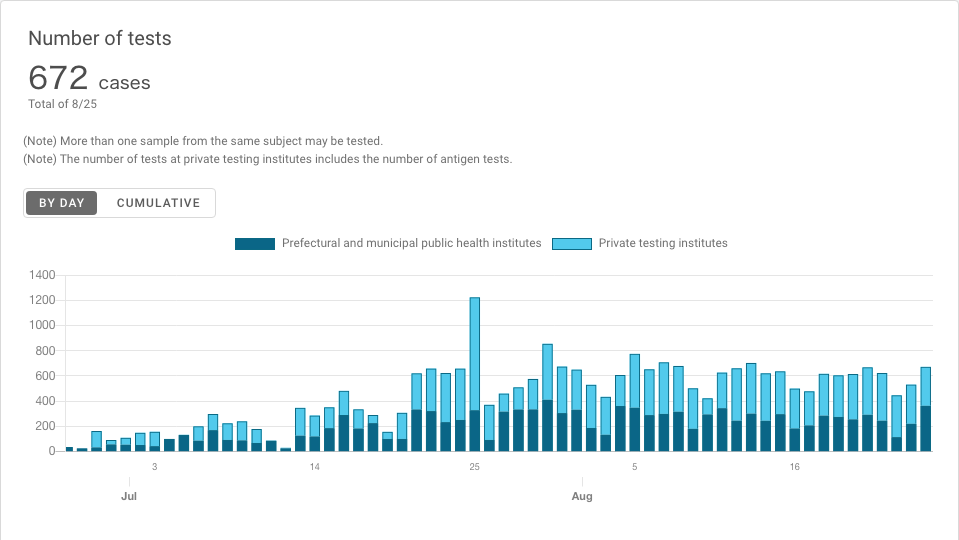 Number of tests
672 cases
Total of 8/25
(Note) More than one sample from the same subject may be tested.
(Note) The number of tests at private testing institutes includes the number of antigen tests.
BY DAY CUMULATIVE
Prefectural and municipal public health institutes Private testing institutes
1400
1200
1000
800
600
400
200
0
3 14 25 5 16
Jul Aug